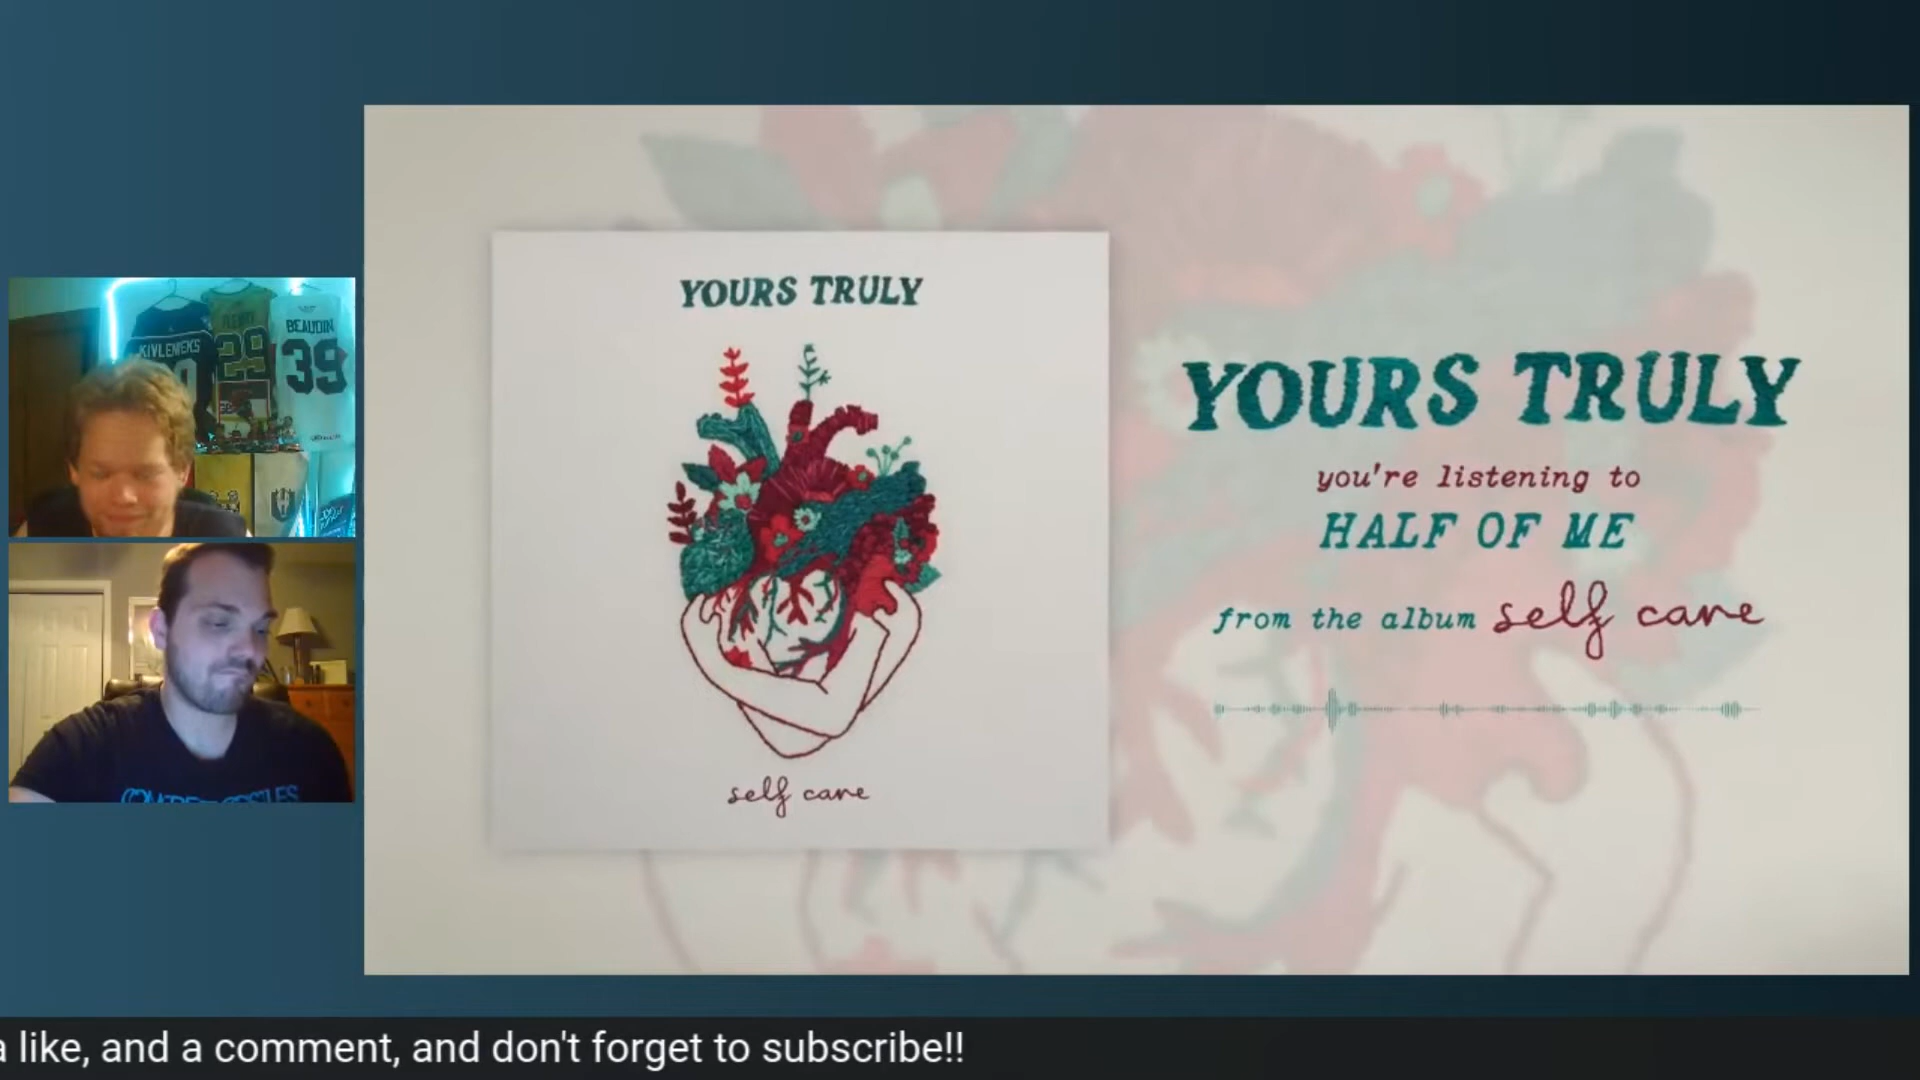 KIVLENIEKS
29
BEAUDIN
39
YOURS TRULY
self care
YOURS TRULY
you're listening to
HALF OF ME
from the album self care
a like, and a comment, and don't forget to subscribe!!